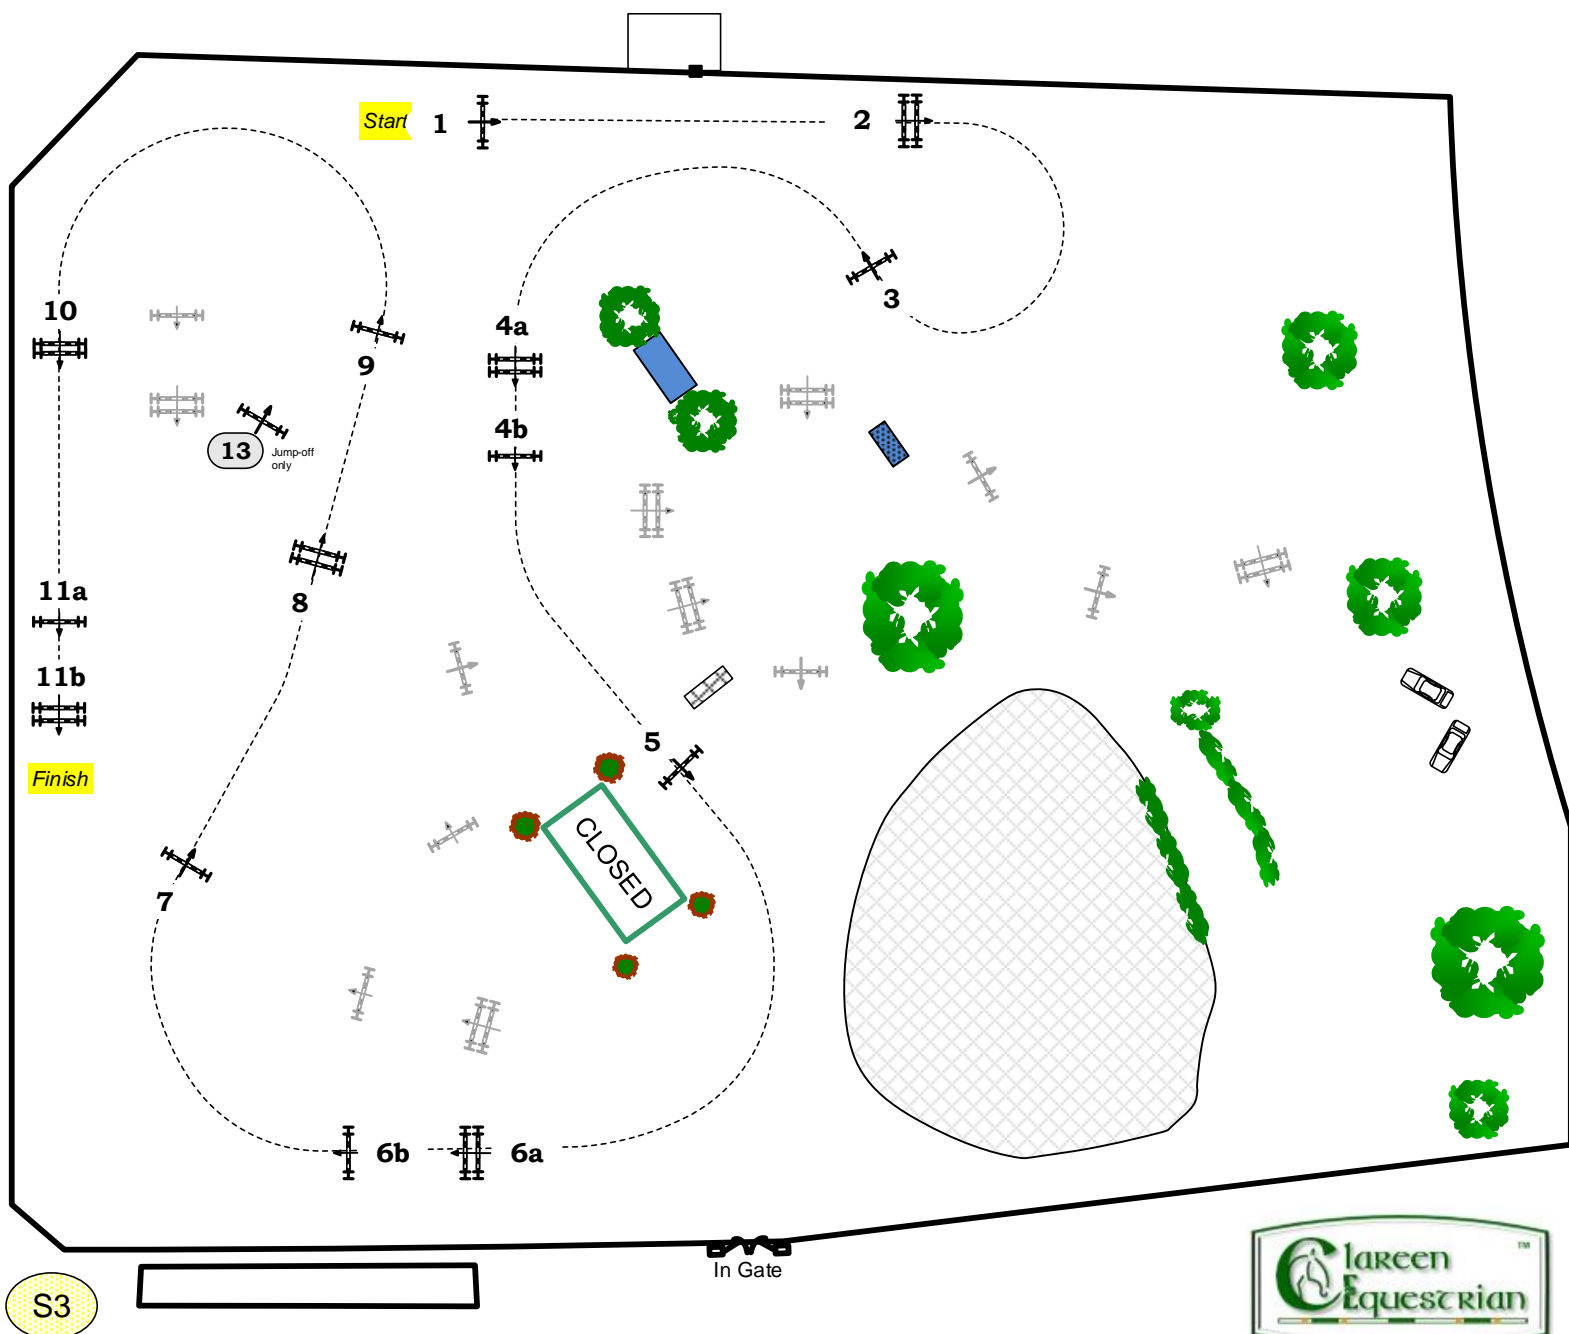 Start
1
2
3
10
4a
9
4b
13
Jump-off
only
11a
8
11b
5
Finish
CLOSED
7
6b
6a
In Gate
S3
Clareen
Equestrian
TM